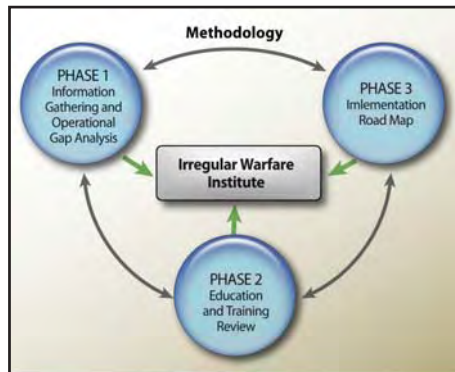 Methodology
PHASE 1
Information
Gathering and
Operational
Gap Analysis
PHASE 3
Imlementation
Road Map
Irregular Warfare
Institute
PHASE 2
Education
and Training
Review